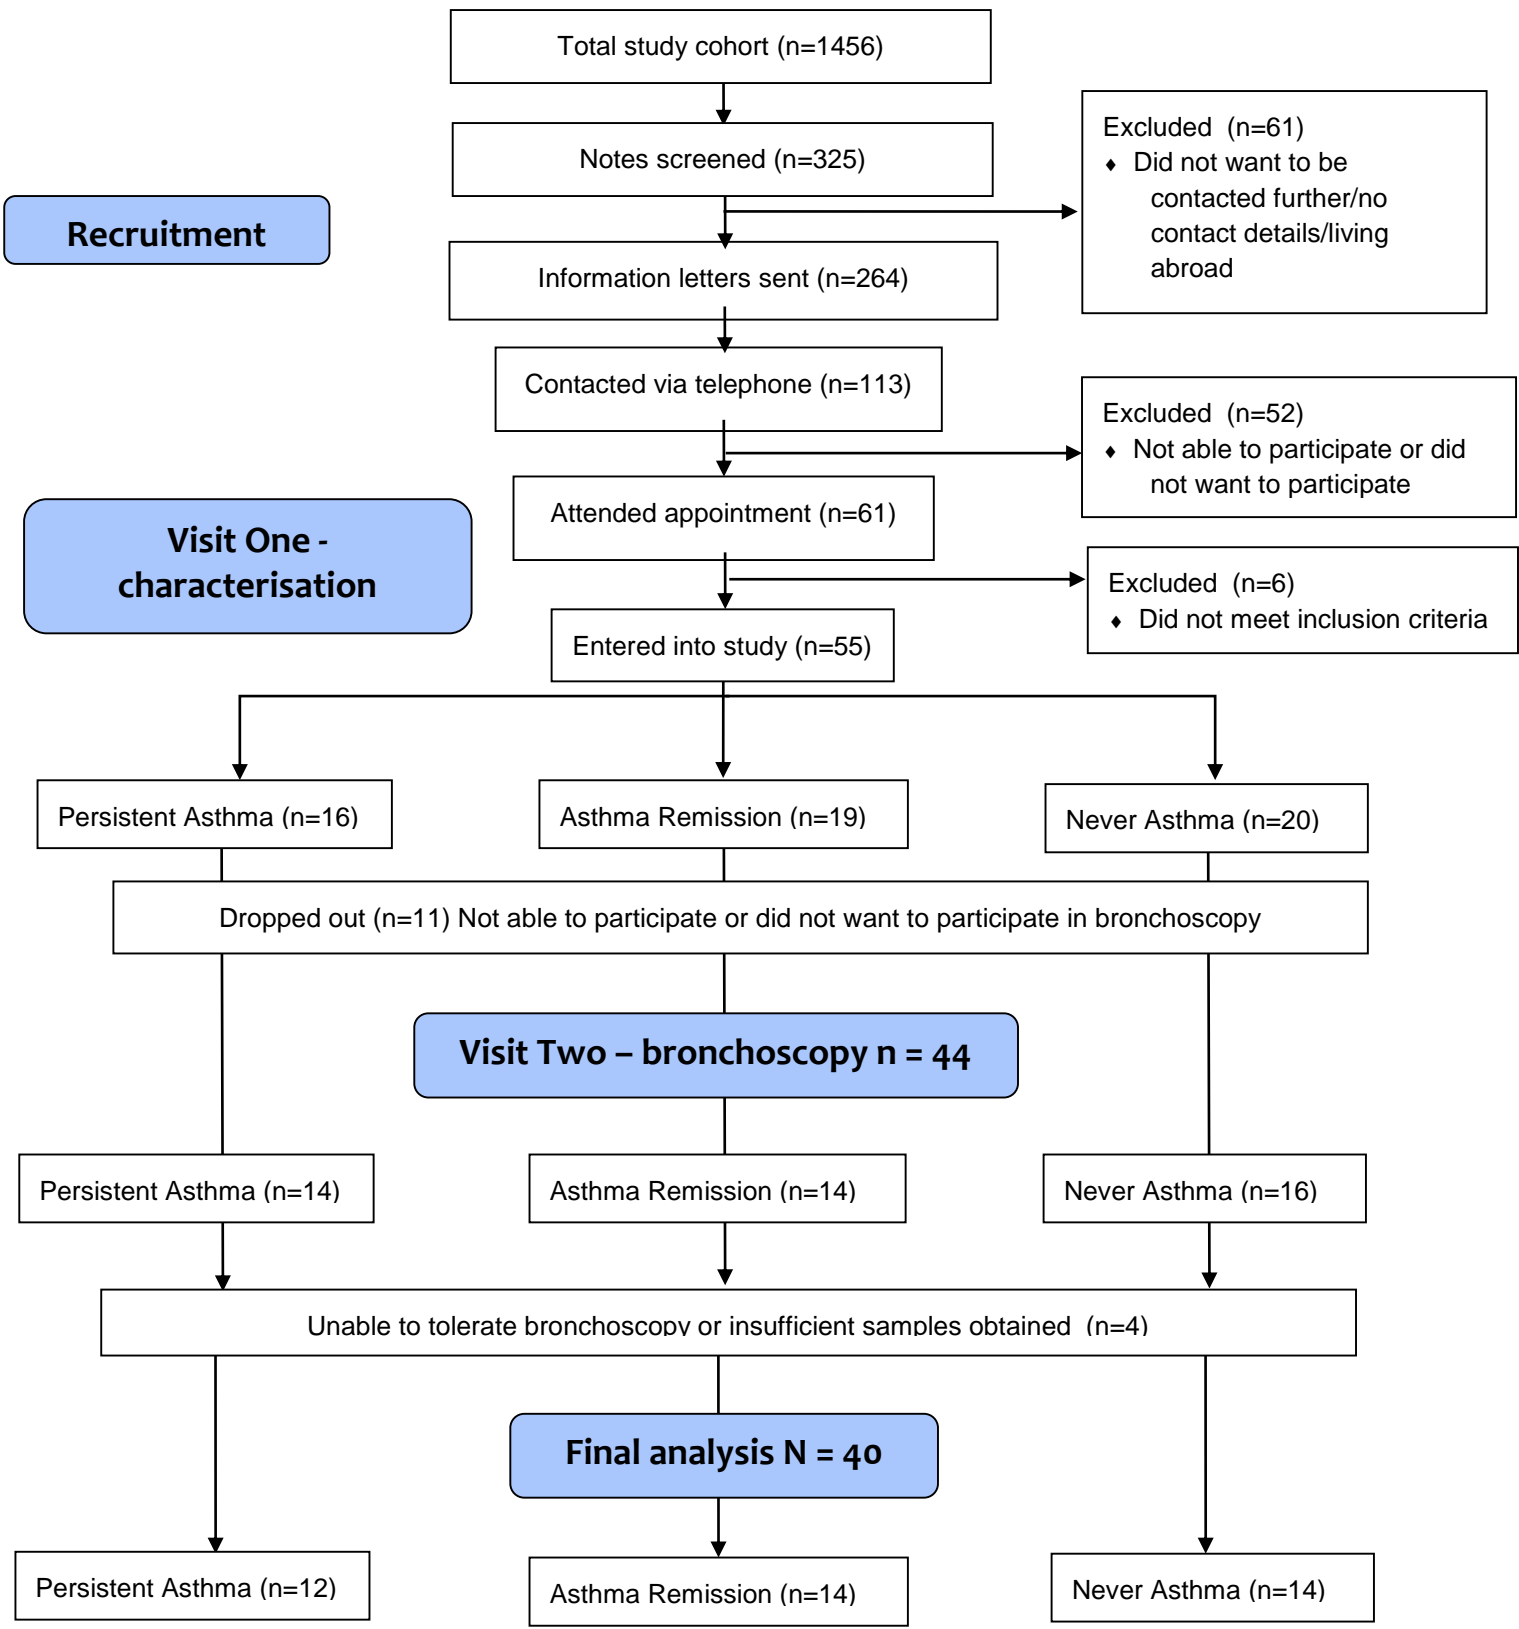 Total study cohort (n=1456)
Notes screened (n=325)
Excluded (n=61)
♦ Did not want to be
contacted further/no
contact details/living
abroad
Recruitment
Information letters sent (n=264)
Contacted via telephone (n=113)
Excluded (n=52)
♦ Not able to participate or did
not want to participate
Attended appointment (n=61)
Visit One -
characterisation
Excluded (n=6)
♦ Did not meet inclusion criteria
Entered into study (n=55)
Persistent Asthma (n=16)
Asthma Remission (n=19)
Never Asthma (n=20)
Dropped out (n=11) Not able to participate or did not want to participate in bronchoscopy
Visit Two – bronchoscopy n = 44
Persistent Asthma (n=14)
Asthma Remission (n=14)
Never Asthma (n=16)
Unable to tolerate bronchoscopy or insufficient samples obtained (n=4)
Final analysis N = 40
Persistent Asthma (n=12)
Asthma Remission (n=14)
Never Asthma (n=14)